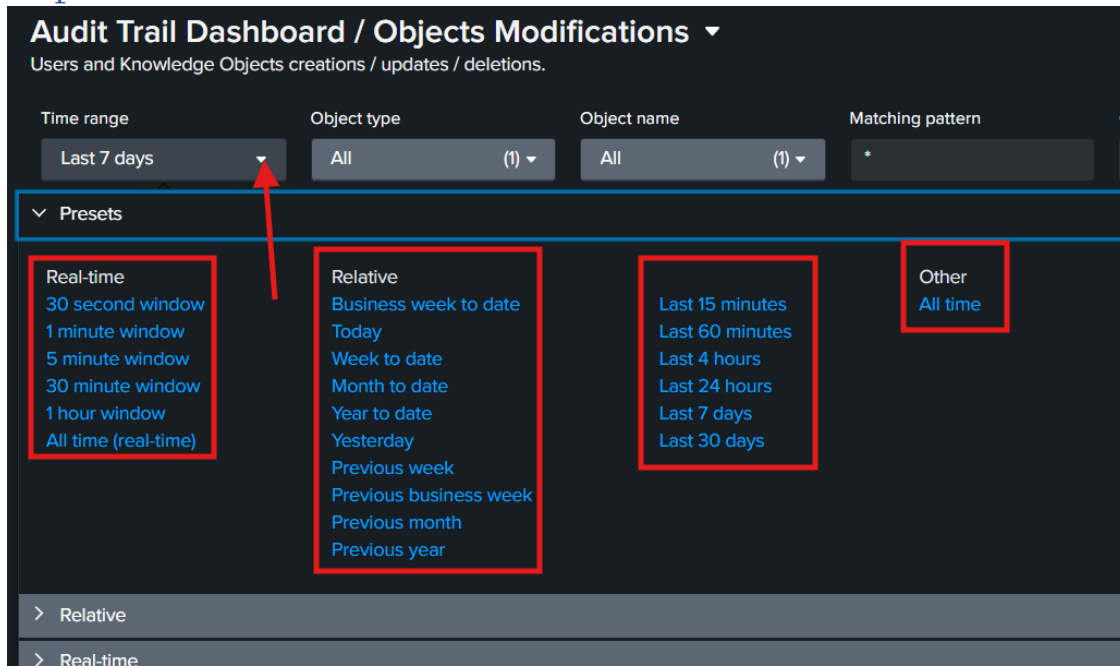 Audit Trail Dashboard / Objects Modifications
Users and Knowledge Objects creations / updates / deletions.
Time range
Object type
Object name
Matching pattern
Last 7 days
All (1)
All (1)
*
Presets
Real-time
30 second window
1 minute window
5 minute window
30 minute window
1 hour window
All time (real-time)
Relative
Business week to date
Today
Week to date
Month to date
Year to date
Yesterday
Previous week
Previous business week
Previous month
Previous year
Last 15 minutes
Last 60 minutes
Last 4 hours
Last 24 hours
Last 7 days
Last 30 days
Other
All time
Relative
Real-time